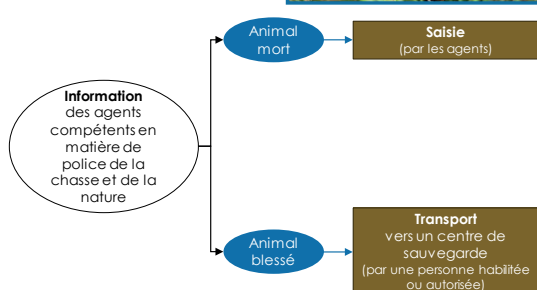 Animal
mort
Saisie
(par les agents)
Information
des agents
compétents en
matière de
police de la
chasse et de la
nature
Animal
blessé
Transport
vers un centre de
sauvegarde
(par une personne habilitée
ou autorisée)